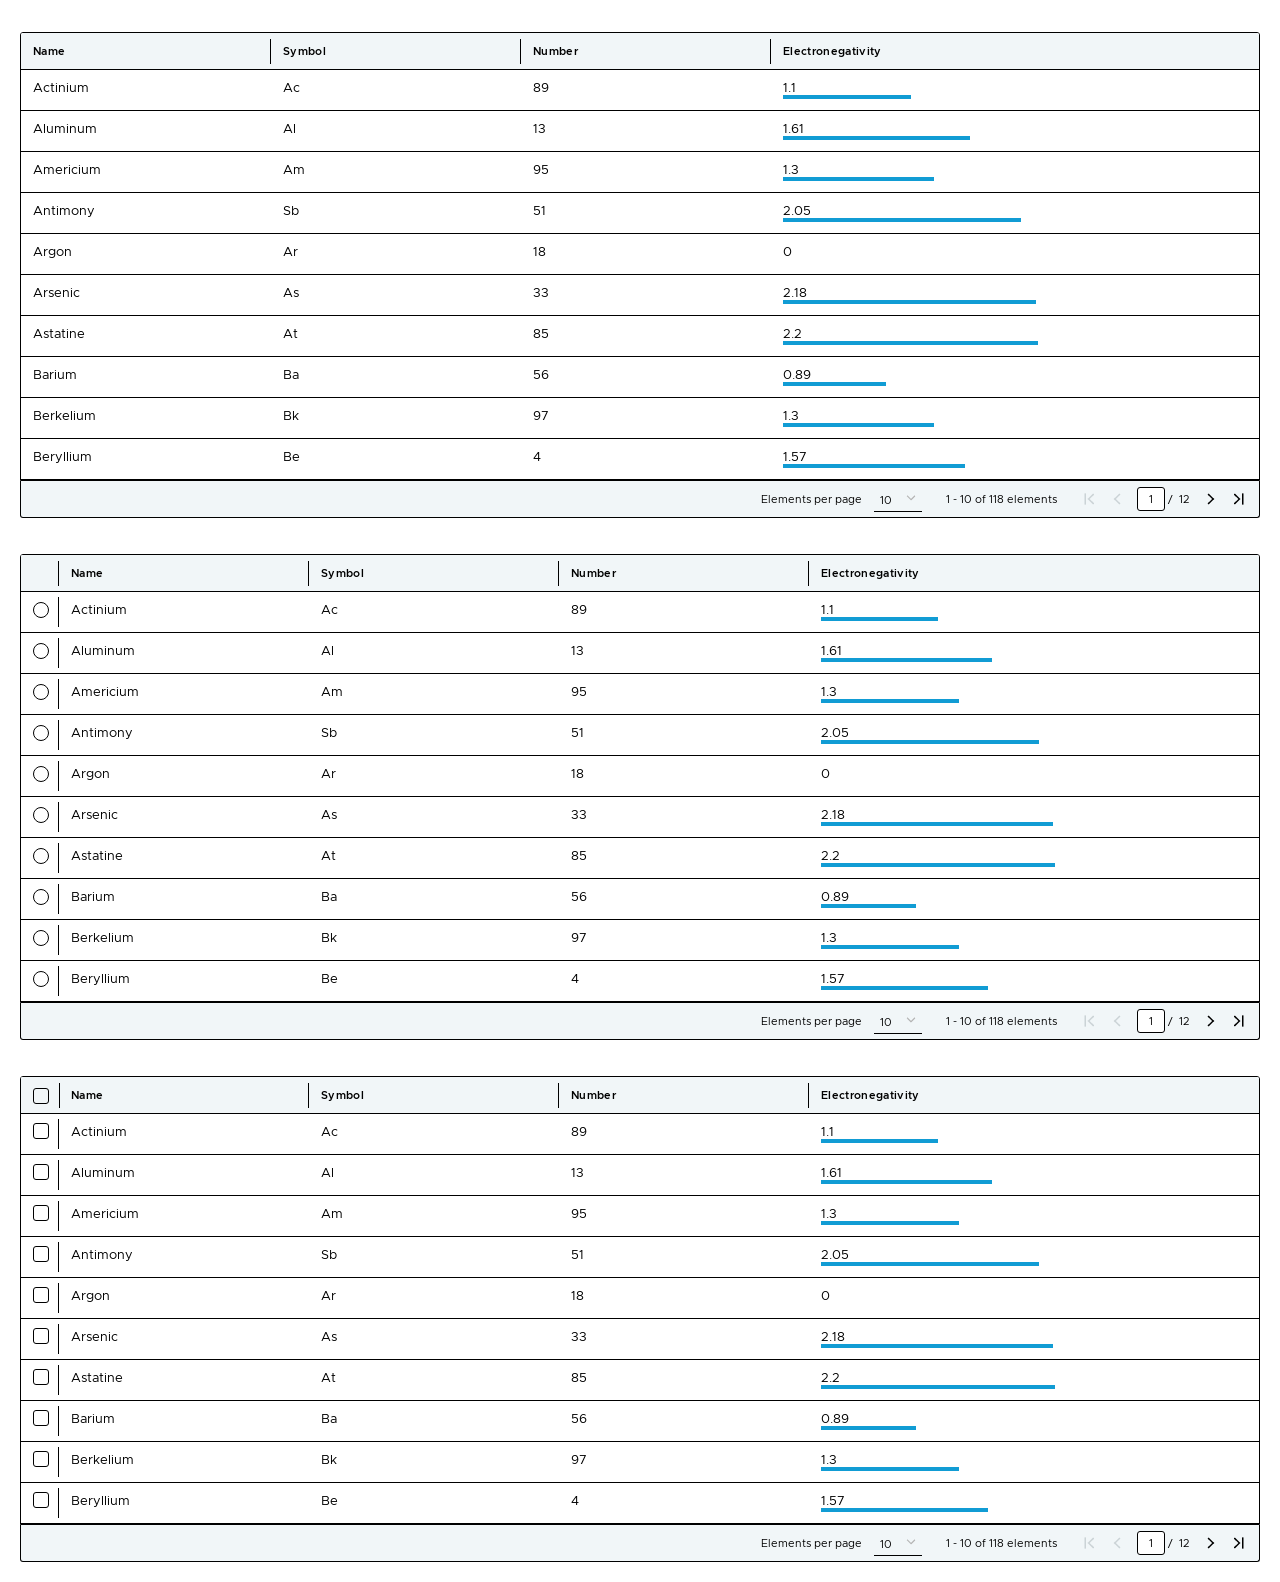 Name Symbol Number Electronegativity
Actinium Ac 89 1.1
Aluminum Al 13 1.61
Americium Am 95 1.3
Antimony Sb 51 2.05
Argon Ar 18 0
Arsenic As 33 2.18
Astatine At 85 2.2
Barium Ba 56 0.89
Berkelium Bk 97 1.3
Beryllium Be 4 1.57
Elements per page 10 1 - 10 of 118 elements 1 / 12
Name Symbol Number Electronegativity
Actinium Ac 89 1.1
Aluminum Al 13 1.61
Americium Am 95 1.3
Antimony Sb 51 2.05
Argon Ar 18 0
Arsenic As 33 2.18
Astatine At 85 2.2
Barium Ba 56 0.89
Berkelium Bk 97 1.3
Beryllium Be 4 1.57
Elements per page 10 1 - 10 of 118 elements 1 / 12
Name Symbol Number Electronegativity
Actinium Ac 89 1.1
Aluminum Al 13 1.61
Americium Am 95 1.3
Antimony Sb 51 2.05
Argon Ar 18 0
Arsenic As 33 2.18
Astatine At 85 2.2
Barium Ba 56 0.89
Berkelium Bk 97 1.3
Beryllium Be 4 1.57
Elements per page 10 1 - 10 of 118 elements 1 / 12